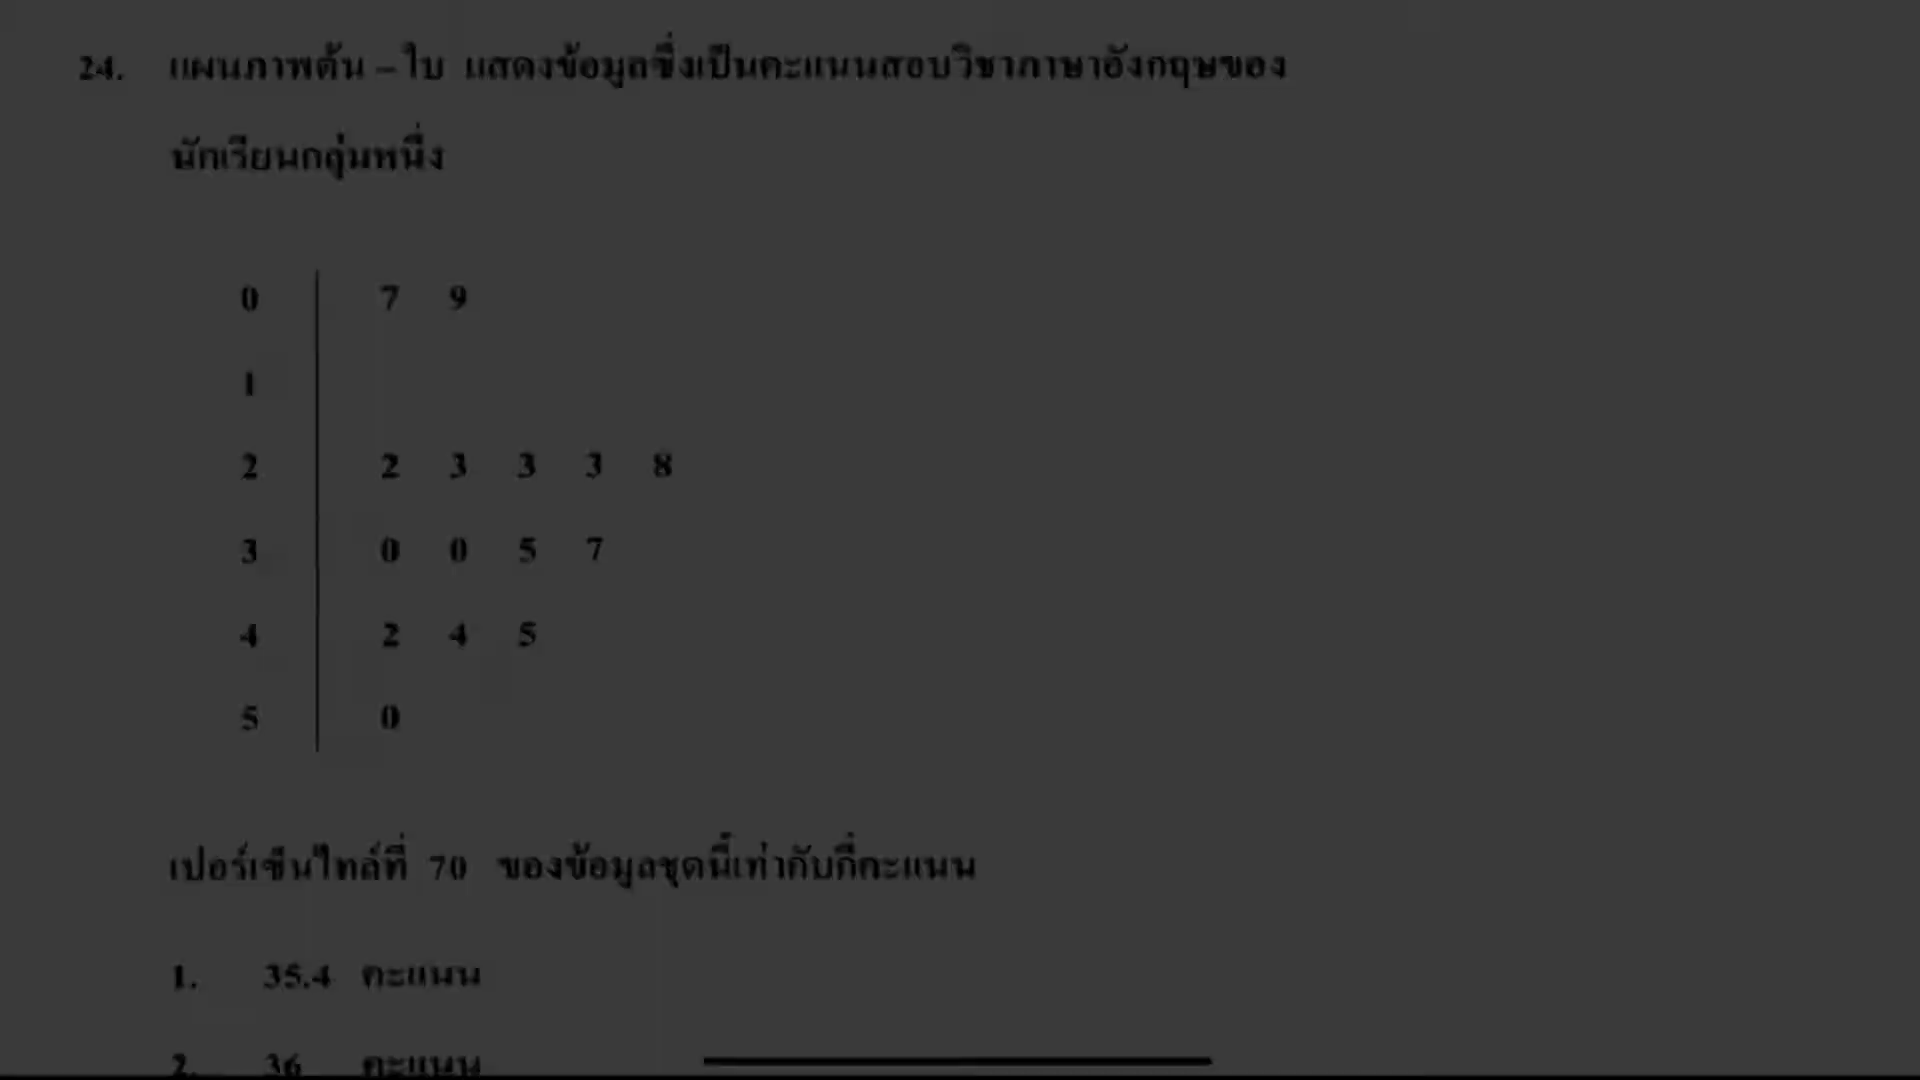 24. แผนภาพต้น – ใบ แสดงข้อมูลซึ่งเป็นคะแนนสอบวิชาภาษาอังกฤษของ
นักเรียนกลุ่มหนึ่ง
0 7 9
1
2 2 3 3 3 8
3 0 0 5 7
4 2 4 5
5 0
เปอร์เซ็นไทล์ที่ 70 ของข้อมูลชุดนี้เท่ากับกี่คะแนน
1. 35.4 คะแนน
2. 36 คะแนน